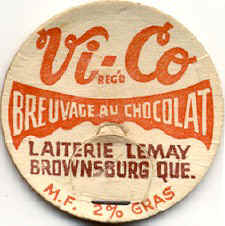 Vi-Co
REG'D
BREUVAGE AU CHOCOLAT
LAITERIE LEMAY
BROWNSBURG QUE.
M.F. 2% GRAS